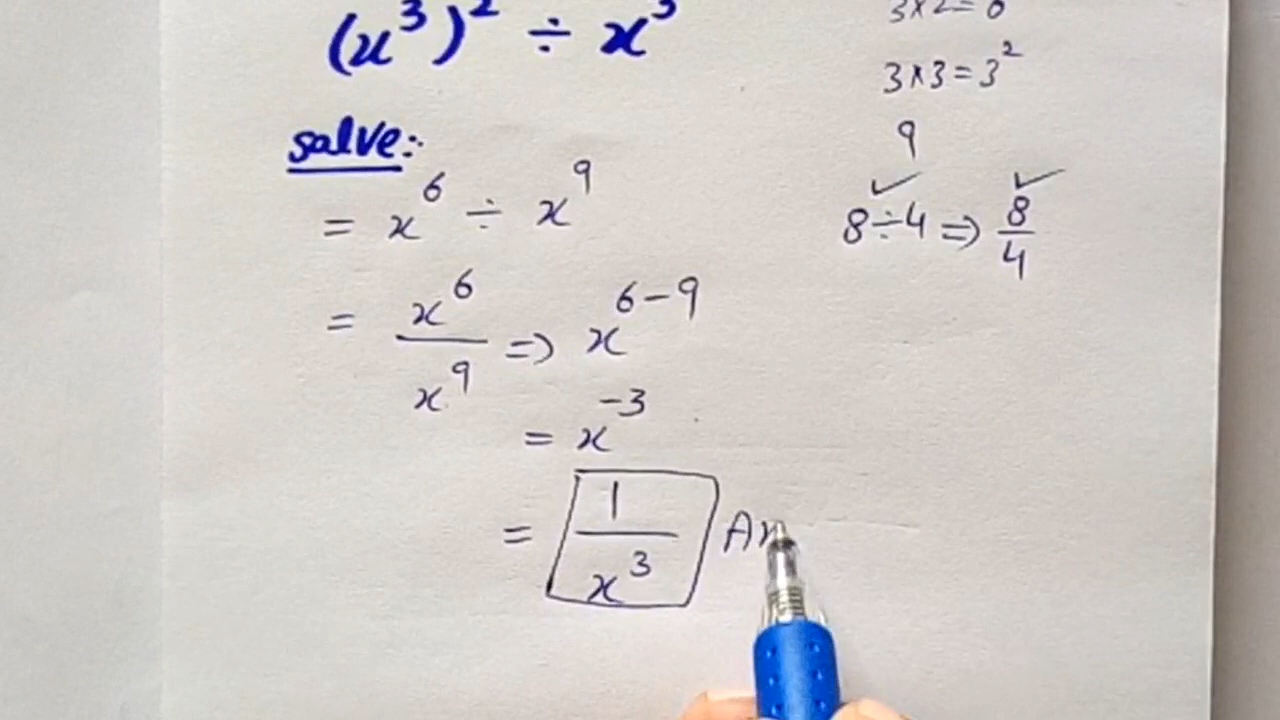 (x³)² ÷ x³
3×2=6
3×3=3²
9
salve:-
8÷4 ⇒ 8/4
= x⁶ ÷ x⁹
= x⁶/x⁹ ⇒ x⁶⁻⁹
= x⁻³
= 1/x³ An